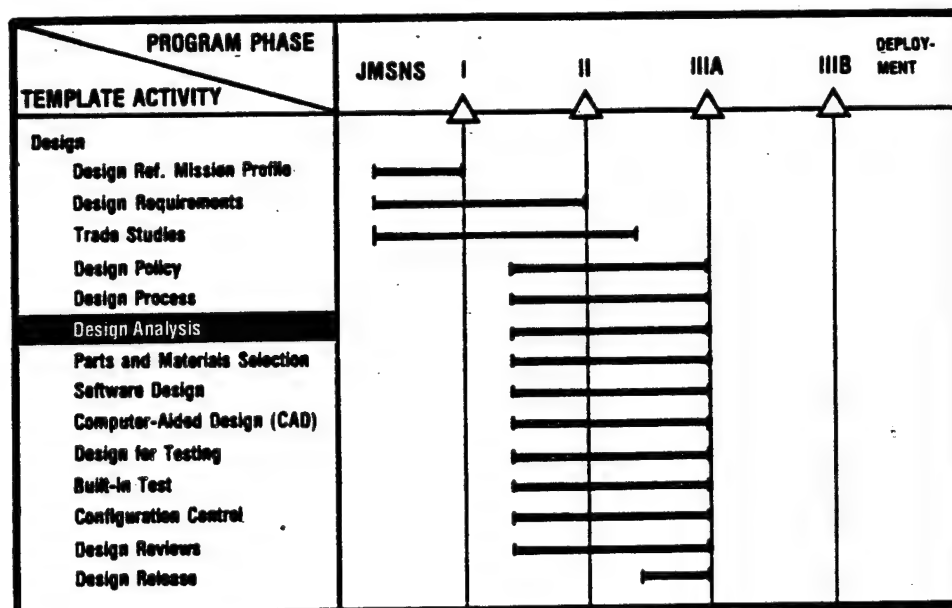 PROGRAM PHASE
TEMPLATE ACTIVITY
JMSNS I II IIIA IIIB DEPLOY-
MENT
Design
Design Ref. Mission Profile
Design Requirements
Trade Studies
Design Policy
Design Process
Design Analysis
Parts and Materials Selection
Software Design
Computer-Aided Design (CAD)
Design for Testing
Built-in Test
Configuration Control
Design Reviews
Design Release